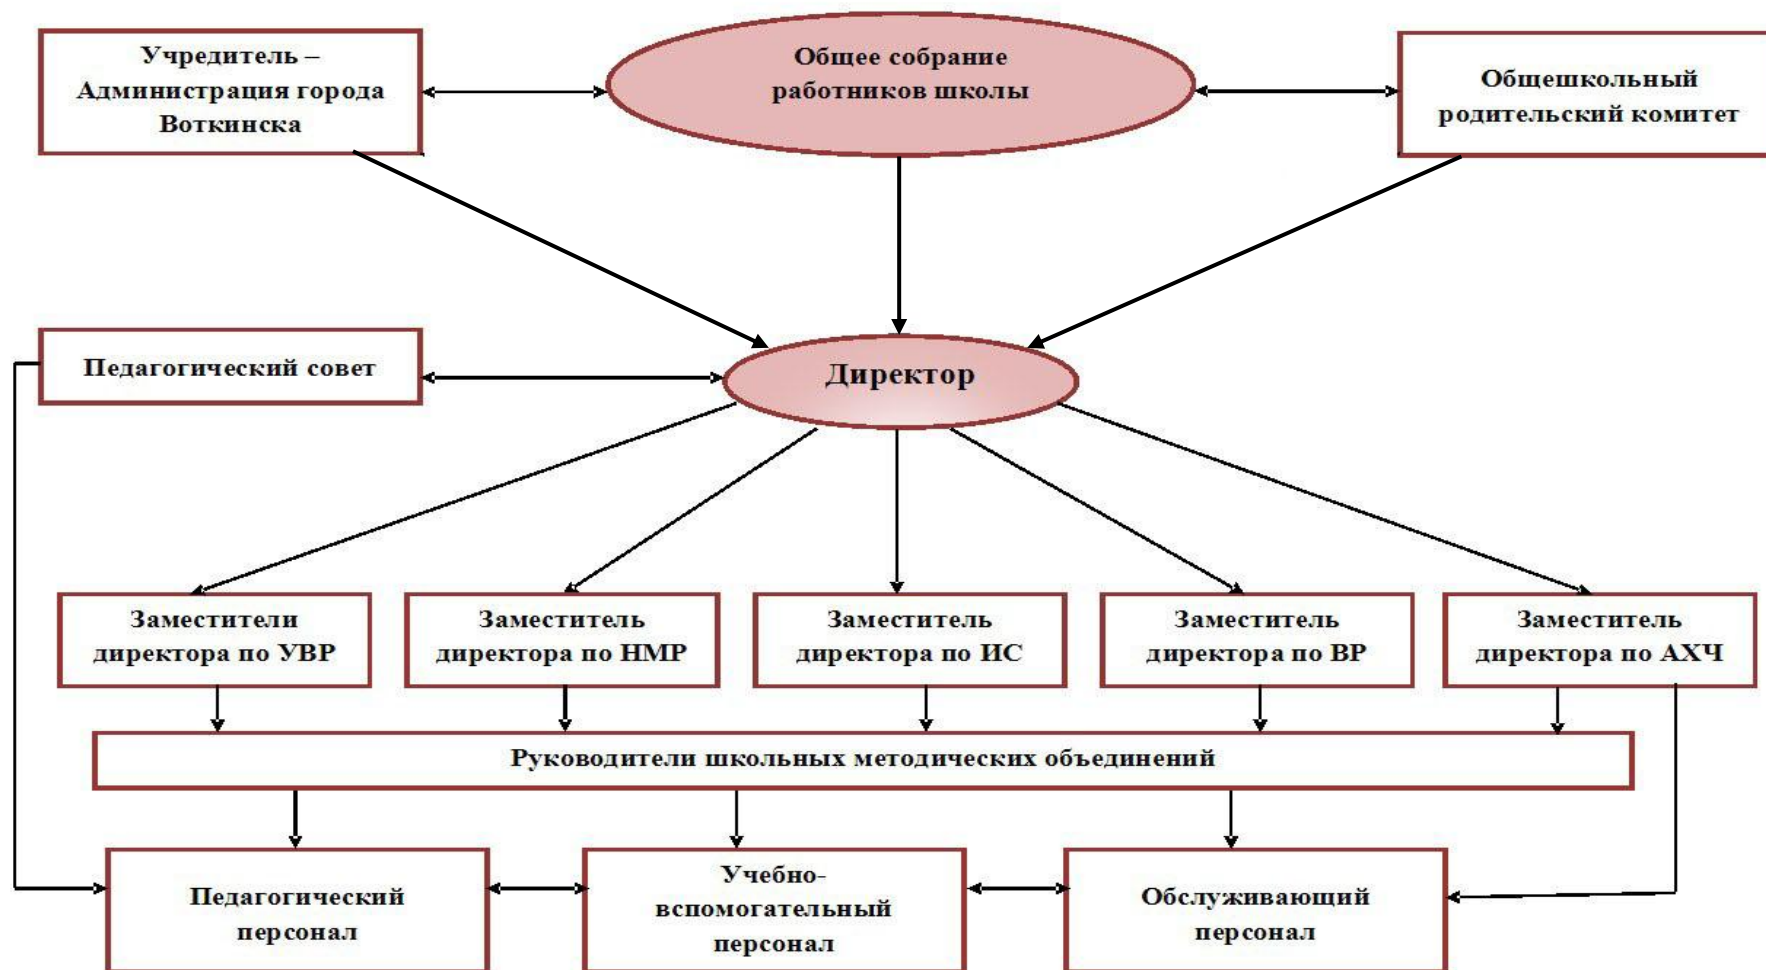 Учредитель –
Администрация города
Воткинска
Общее собрание
работников школы
Общешкольный
родительский комитет
Педагогический совет
Директор
Заместители
директора по УВР
Заместитель
директора по НМР
Заместитель
директора по ИС
Заместитель
директора по ВР
Заместитель
директора по АХЧ
Руководители школьных методических объединений
Педагогический
персонал
Учебно-
вспомогательный
персонал
Обслуживающий
персонал